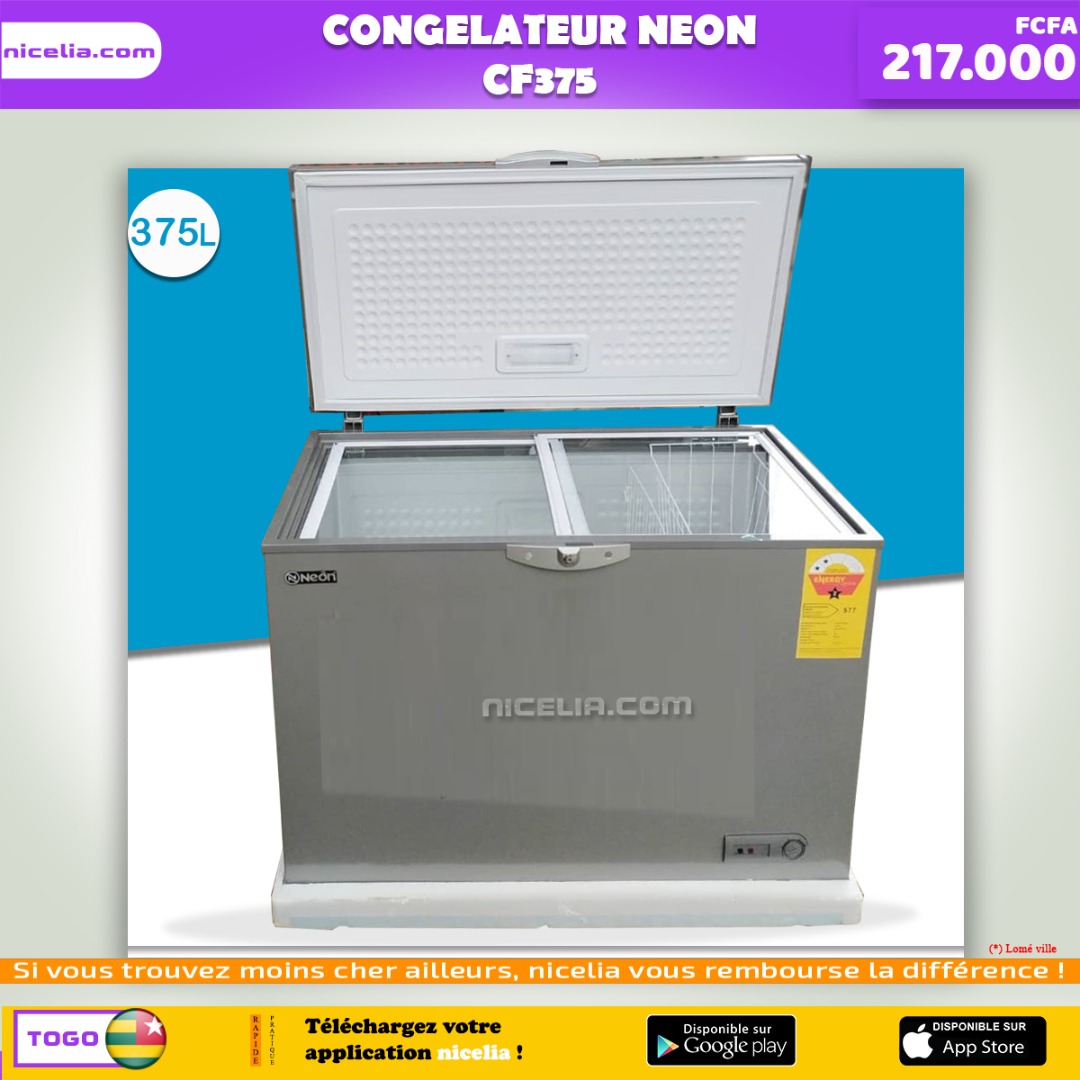 nicelia.com
CONGELATEUR NEON
CF375
FCFA
217.000
375L
Neon
ENERGY
577
NICELIA.COM
(*) Lomé ville
Si vous trouvez moins cher ailleurs, nicelia vous rembourse la différence !
TOGO
RAPIDE
PRATIQUE
Téléchargez votre
application nicelia !
Disponible sur
Google play
DISPONIBLE SUR
App Store